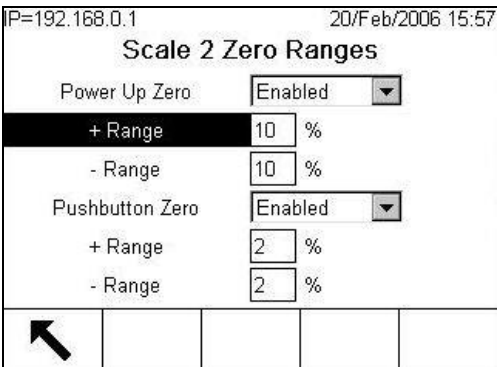 IP=192.168.0.1 20/Feb/2006 15:57
Scale 2 Zero Ranges
Power Up Zero Enabled
+ Range 10 %
- Range 10 %
Pushbutton Zero Enabled
+ Range 2 %
- Range 2 %